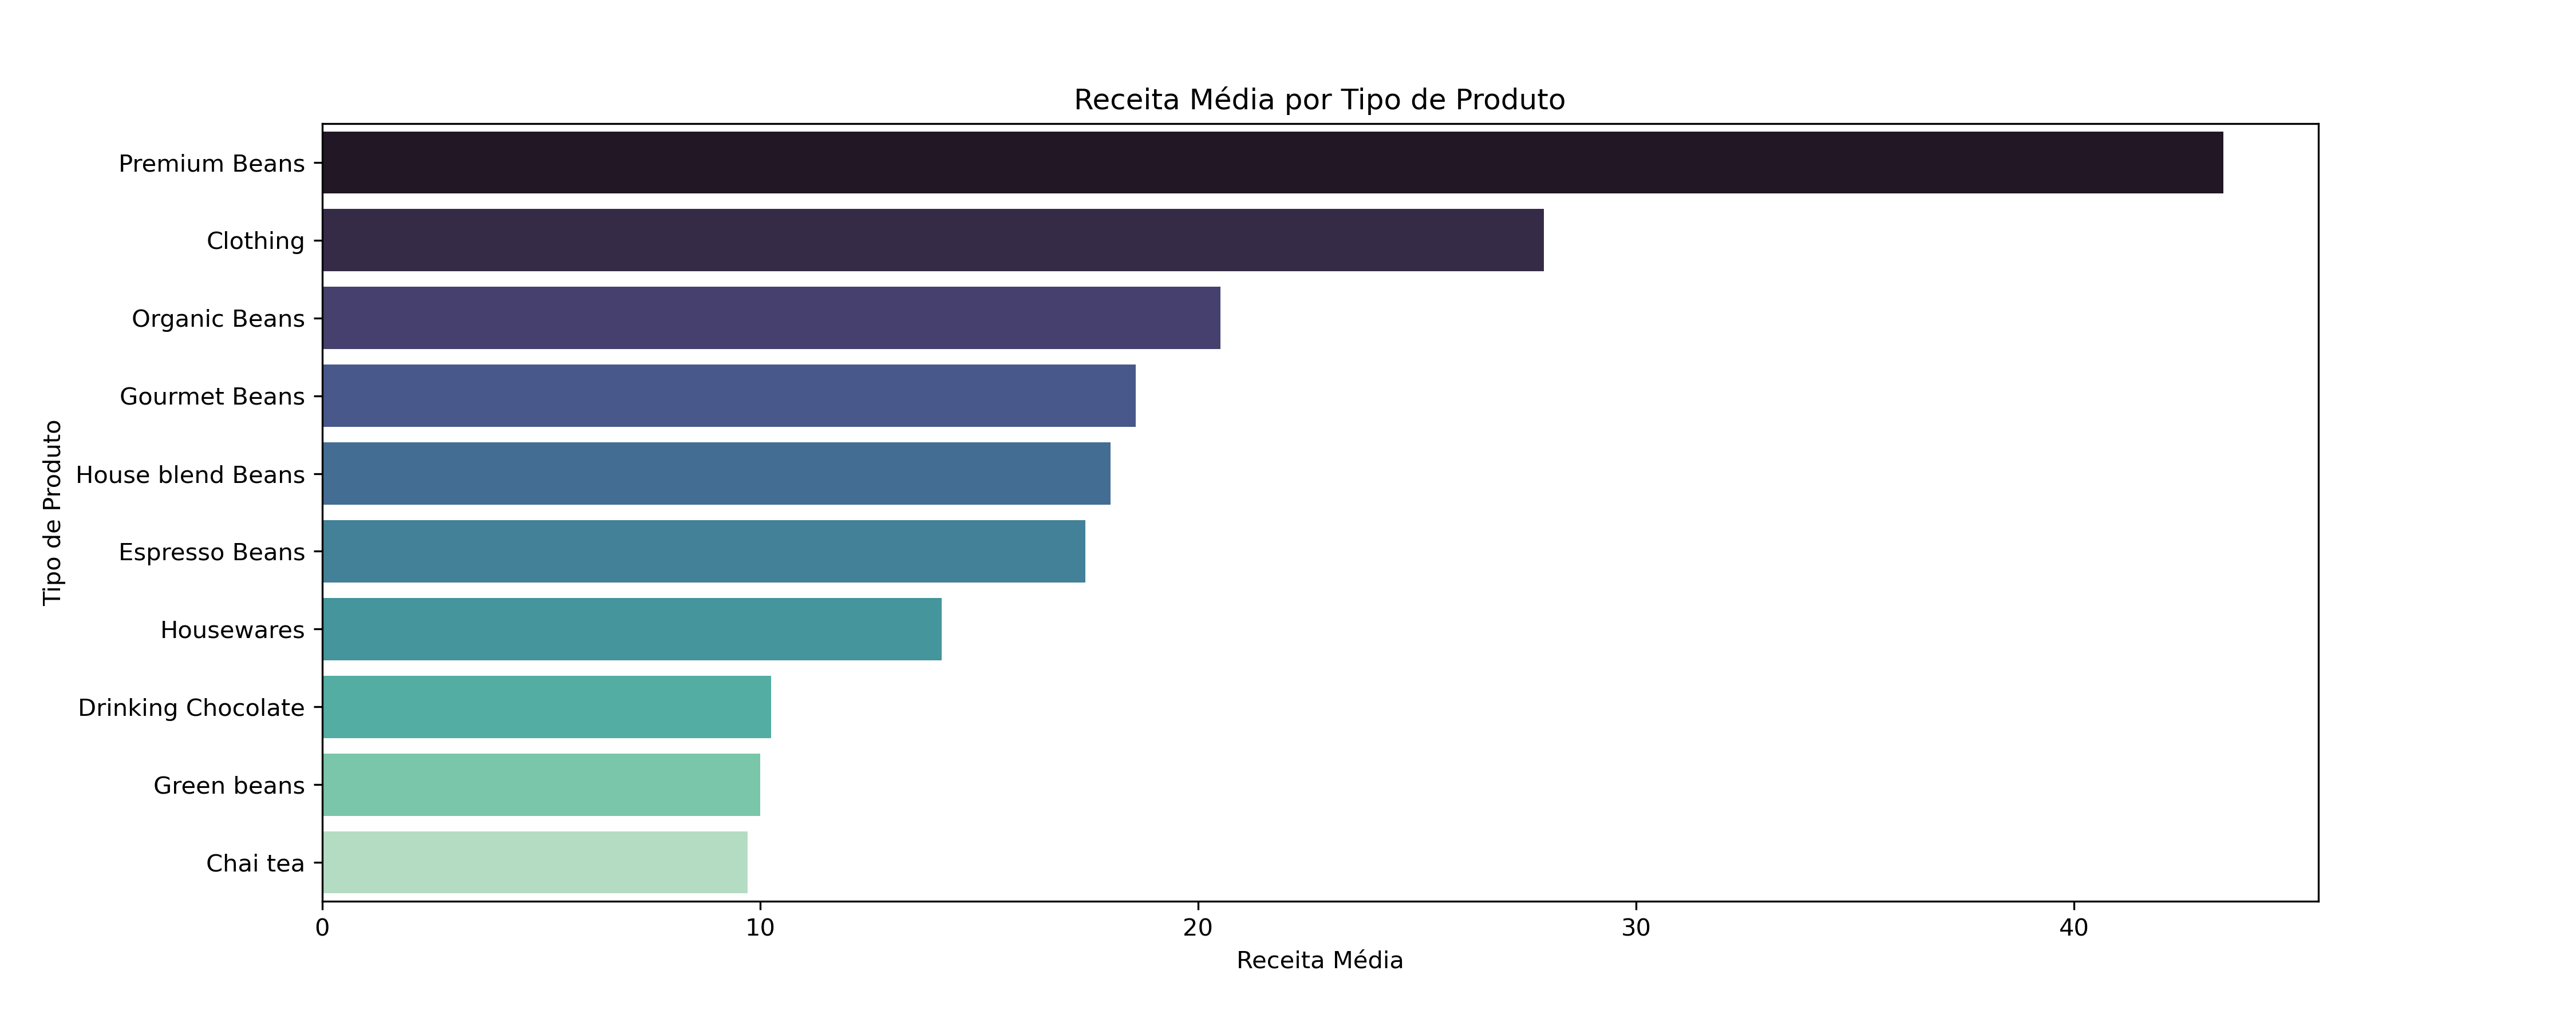 Receita Média por Tipo de Produto
Tipo de Produto
Premium Beans
Clothing
Organic Beans
Gourmet Beans
House blend Beans
Espresso Beans
Housewares
Drinking Chocolate
Green beans
Chai tea
0 10 20 30 40
Receita Média